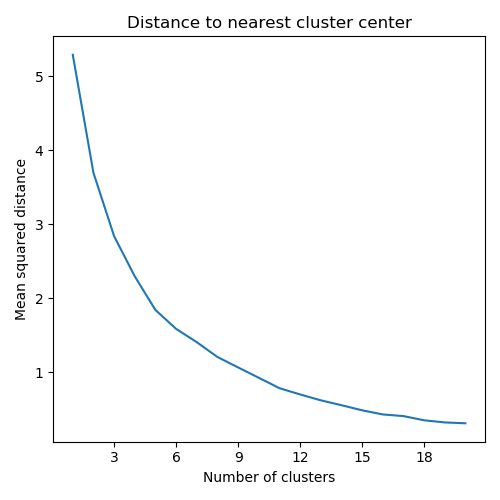 Distance to nearest cluster center
Mean squared distance
5
4
3
2
1
3 6 9 12 15 18
Number of clusters